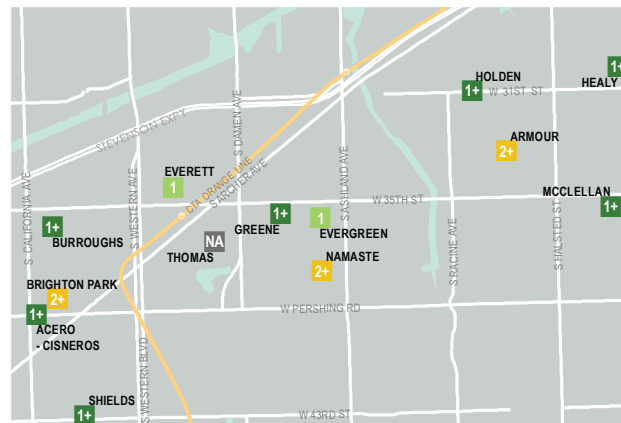 1+
HOLDEN
HEALY
1+
W 31ST ST
STEVENSON EXPY
S DAMEN AVE
ARMOUR
2+
EVERETT
1
CTA ORANGE LINE
S ARCHER AVE
S ASHLAND AVE
S CALIFORNIA AVE
S WESTERN AVE
W 35TH ST
MCCLELLAN
1+
S RACINE AVE
S HALSTED ST
1+
BURROUGHS
NA
THOMAS
1+
GREENE
1
EVERGREEN
NAMASTE
2+
BRIGHTON PARK
2+
1+
ACERO
- CISNEROS
W PERSHING RD
S WESTERN BLVD
SHIELDS
1+
W 43RD ST